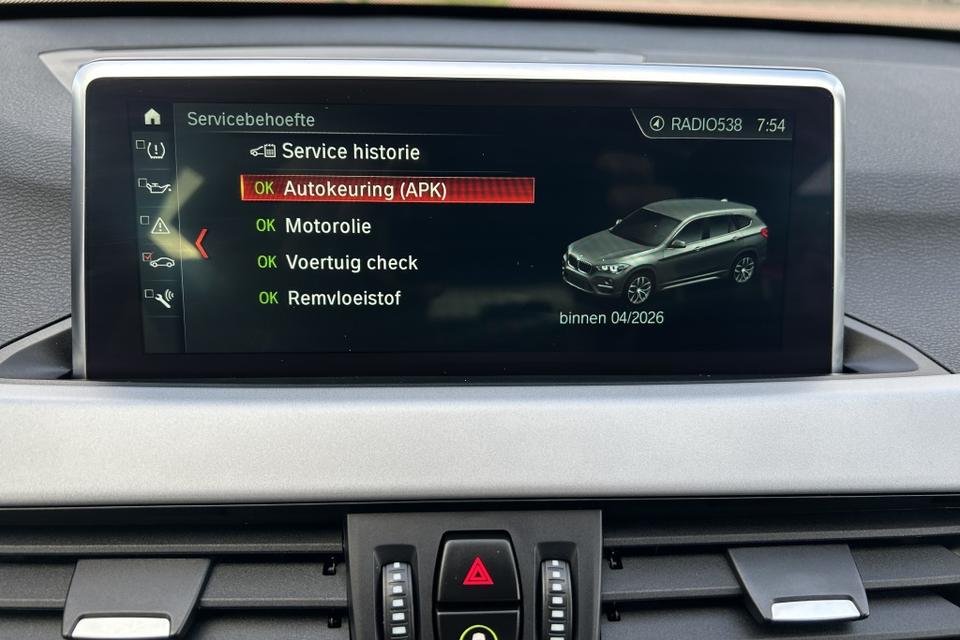 Servicebehoefte
RADIO538 7:54
Service historie
OK Autokeuring (APK)
OK Motorolie
OK Voertuig check
OK Remvloeistof
binnen 04/2026